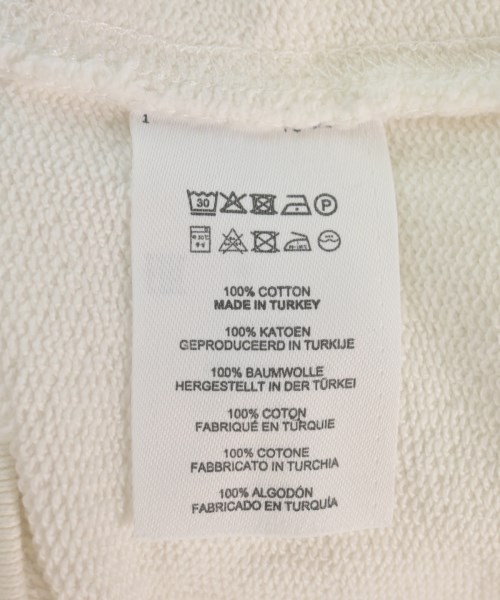 1
30
P
100% COTTON
MADE IN TURKEY
100% KATOEN
GEPRODUCEERD IN TURKIJE
100% BAUMWOLLE
HERGESTELLT IN DER TÜRKEI
100% COTON
FABRIQUÉ EN TURQUIE
100% COTONE
FABBRICATO IN TURCHIA
100% ALGODÓN
FABRICADO EN TURQUÍA